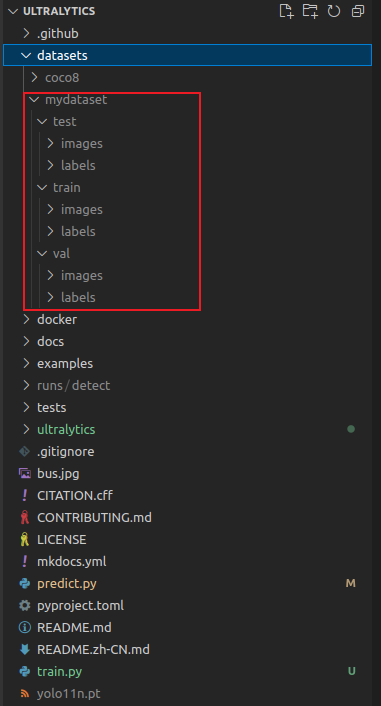 ULTRALYTICS
.github
datasets
coco8
mydataset
test
images
labels
train
images
labels
val
images
labels
docker
docs
examples
runs/detect
tests
ultralytics
.gitignore
bus.jpg
CITATION.cff
CONTRIBUTING.md
LICENSE
mkdocs.yml
predict.py M
pyproject.toml
README.md
README.zh-CN.md
train.py U
yolo11n.pt